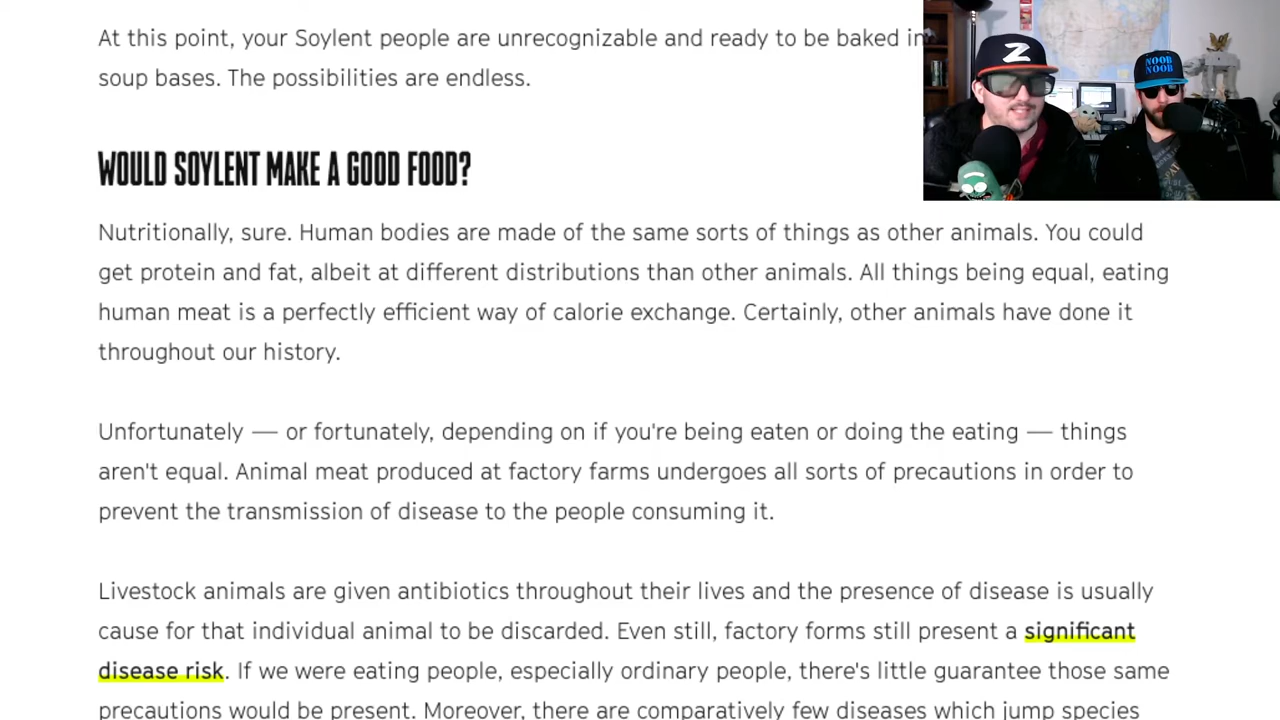 At this point, your Soylent people are unrecognizable and ready to be baked in
soup bases. The possibilities are endless.
Z
NOOB
NOOB
WOULD SOYLENT MAKE A GOOD FOOD?
Nutritionally, sure. Human bodies are made of the same sorts of things as other animals. You could
get protein and fat, albeit at different distributions than other animals. All things being equal, eating
human meat is a perfectly efficient way of calorie exchange. Certainly, other animals have done it
throughout our history.
Unfortunately — or fortunately, depending on if you're being eaten or doing the eating — things
aren't equal. Animal meat produced at factory farms undergoes all sorts of precautions in order to
prevent the transmission of disease to the people consuming it.
Livestock animals are given antibiotics throughout their lives and the presence of disease is usually
cause for that individual animal to be discarded. Even still, factory forms still present a significant
disease risk. If we were eating people, especially ordinary people, there's little guarantee those same
precautions would be present. Moreover, there are comparatively few diseases which jump species